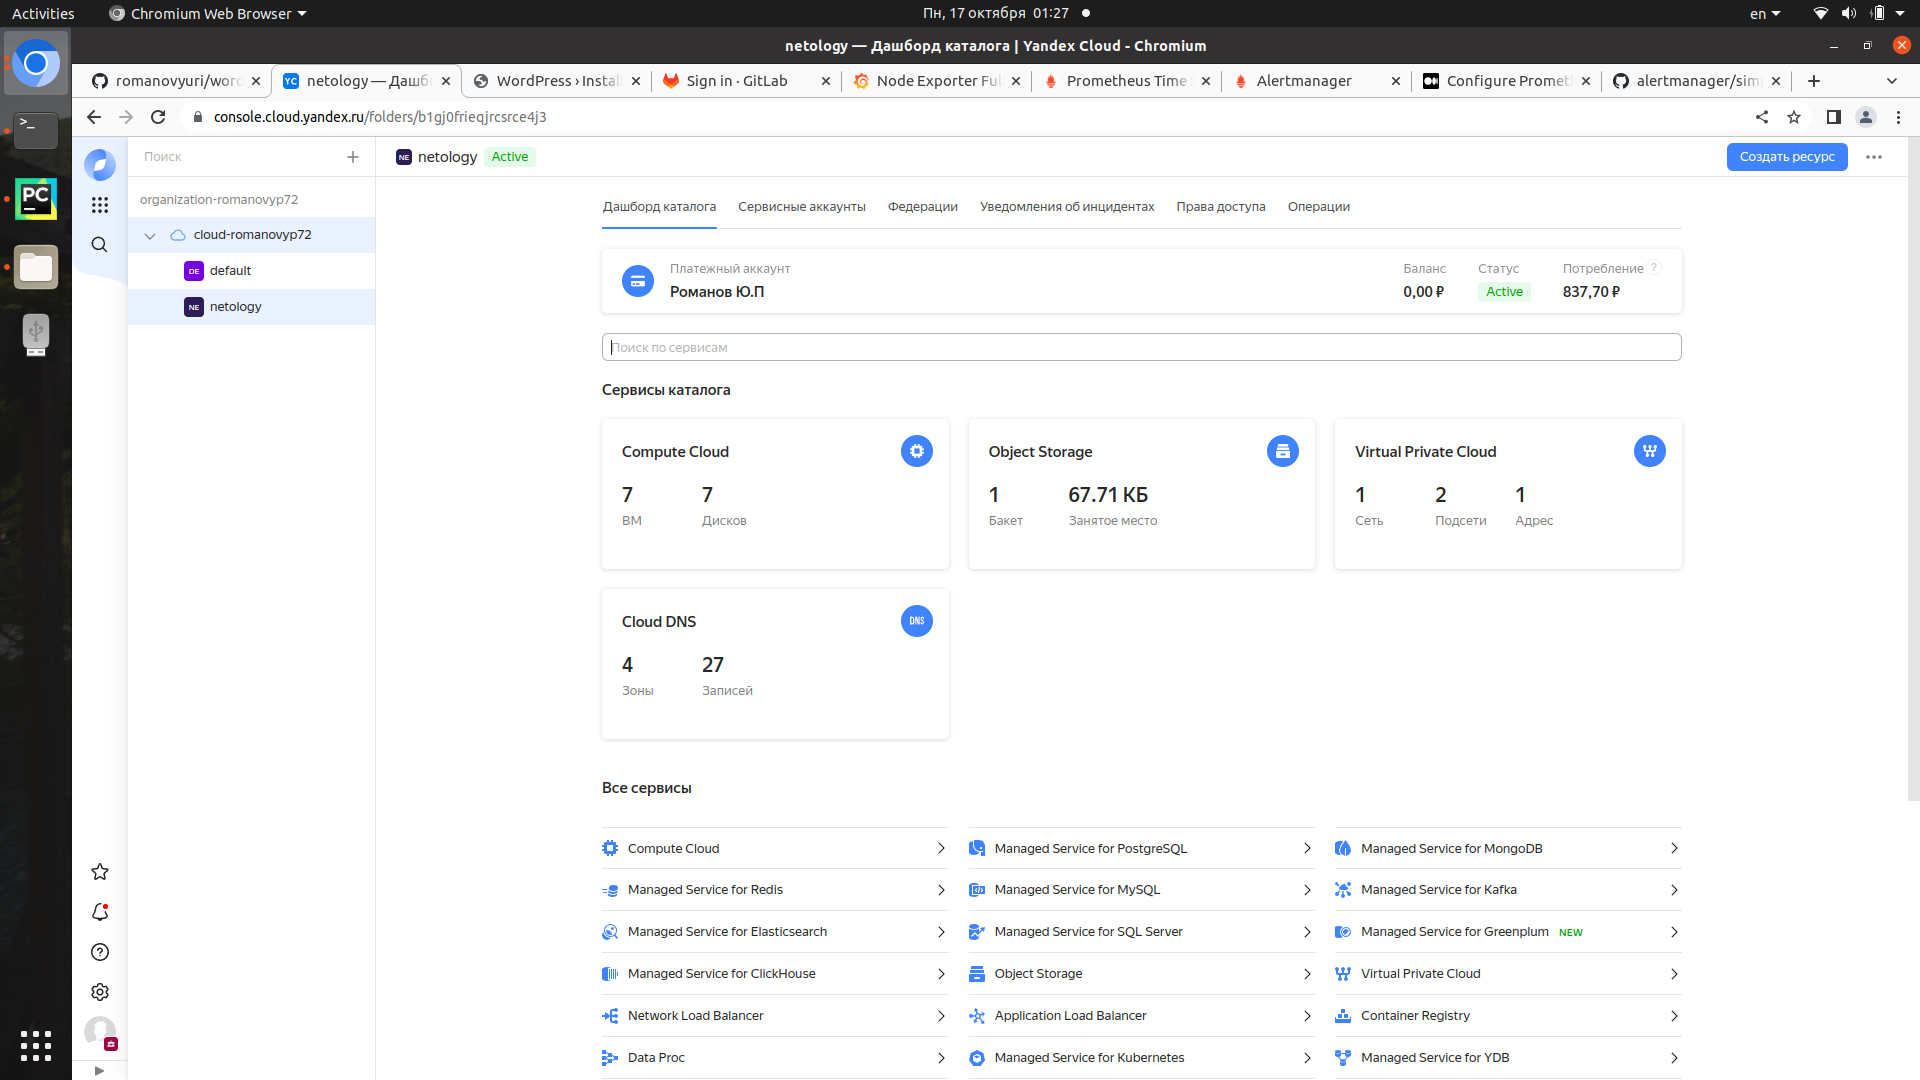 Activities
Chromium Web Browser
Пн, 17 октября 01:27
en
netology — Дашборд каталога | Yandex Cloud - Chromium
romanovyuri/word
netology — Дашбо
WordPress › Install
Sign in · GitLab
Node Exporter Ful
Prometheus Time
Alertmanager
Configure Prometh
alertmanager/sim
console.cloud.yandex.ru/folders/b1gj0frieqjrcsrce4j3
Поиск
organization-romanovyp72
cloud-romanovyp72
DE default
NE netology
NE netology Active
Создать ресурс
Дашборд каталога
Сервисные аккаунты
Федерации
Уведомления об инцидентах
Права доступа
Операции
Платежный аккаунт
Романов Ю.П
Баланс
0,00 ₽
Статус
Active
Потребление ?
837,70 ₽
Поиск по сервисам
Сервисы каталога
Compute Cloud
7
ВМ
7
Дисков
Object Storage
1
Бакет
67.71 КБ
Занятое место
Virtual Private Cloud
1
Сеть
2
Подсети
1
Адрес
Cloud DNS
DNS
4
Зоны
27
Записей
Все сервисы
Compute Cloud
Managed Service for PostgreSQL
Managed Service for MongoDB
Managed Service for Redis
Managed Service for MySQL
Managed Service for Kafka
Managed Service for Elasticsearch
Managed Service for SQL Server
Managed Service for Greenplum NEW
Managed Service for ClickHouse
Object Storage
Virtual Private Cloud
Network Load Balancer
Application Load Balancer
Container Registry
Data Proc
Managed Service for Kubernetes
Managed Service for YDB